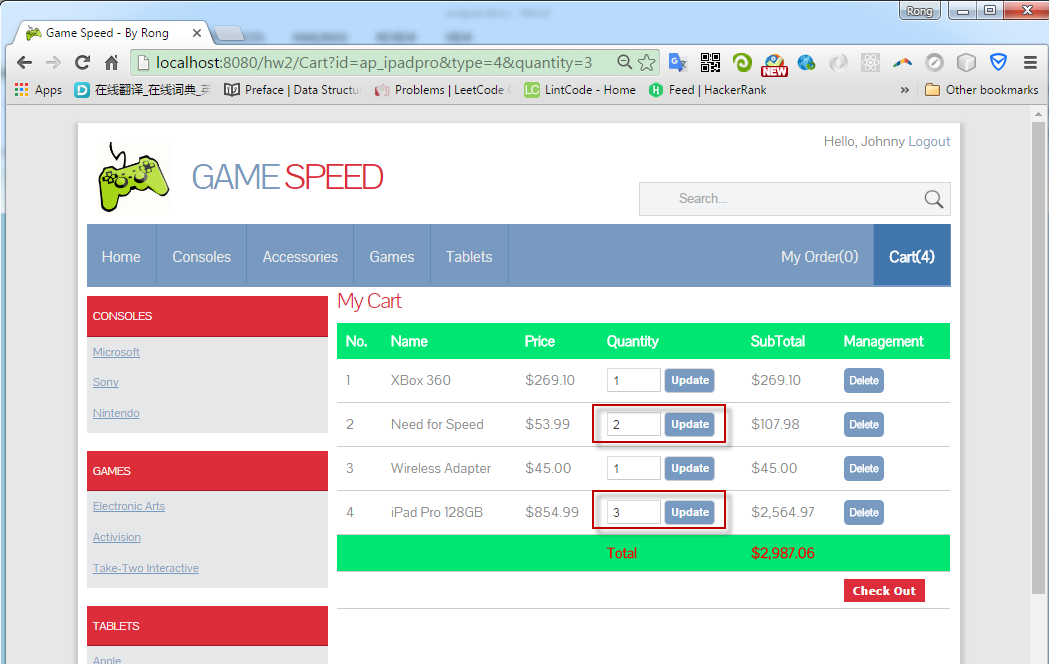 Rong
Game Speed - By Rong
localhost:8080/hw2/Cart?id=ap_ipadpro&type=4&quantity=3
NEW
Apps D 在线翻译_在线词典_ Preface | Data Structu Problems | LeetCode LC LintCode - Home H Feed | HackerRank » Other bookmarks
Hello, Johnny Logout
GAME SPEED
Search...
Home Consoles Accessories Games Tablets My Order(0) Cart(4)
CONSOLES
Microsoft
Sony
Nintendo
GAMES
Electronic Arts
Activision
Take-Two Interactive
TABLETS
Apple
My Cart
No. Name Price Quantity SubTotal Management
1 XBox 360 $269.10 1 Update $269.10 Delete
2 Need for Speed $53.99 2 Update $107.98 Delete
3 Wireless Adapter $45.00 1 Update $45.00 Delete
4 iPad Pro 128GB $854.99 3 Update $2,564.97 Delete
Total $2,987.06
Check Out